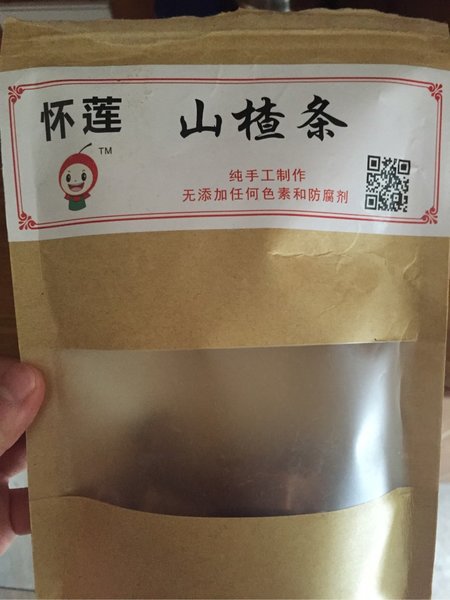 怀莲 山楂条
TM
纯手工制作
无添加任何色素和防腐剂